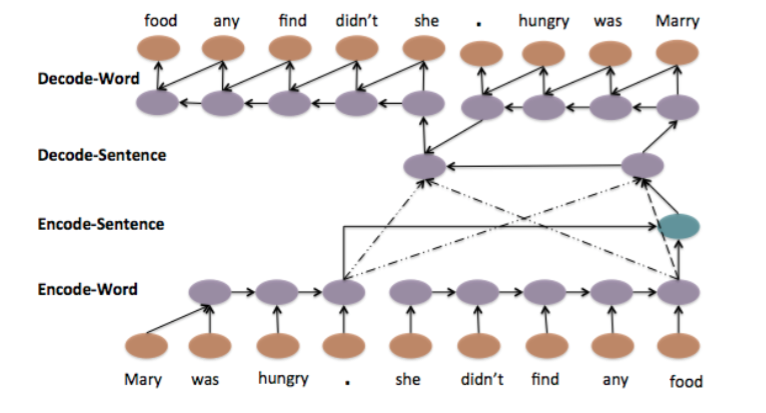 food any find didn't she . hungry was Marry
Decode-Word
Decode-Sentence
Encode-Sentence
Encode-Word
Mary was hungry . she didn't find any food